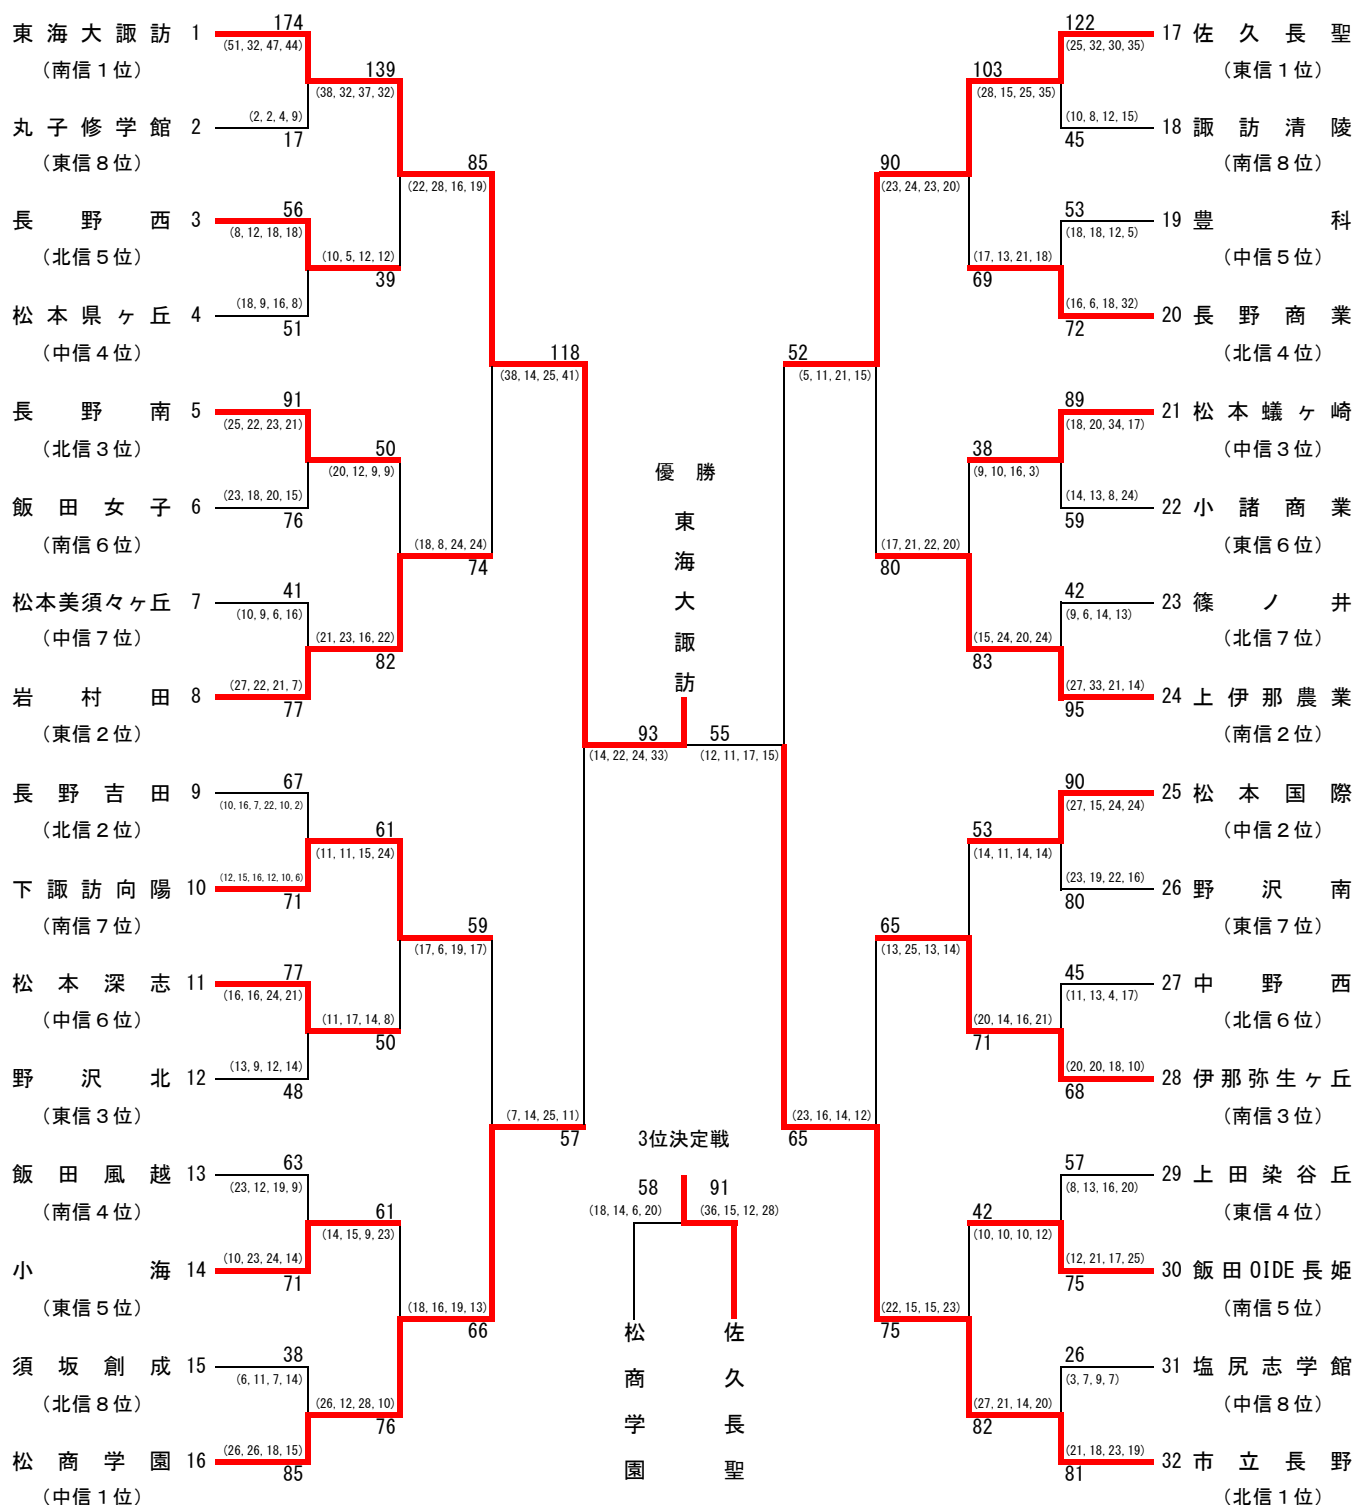 東海大諏訪 1 174
(51, 32, 47, 44)
（南信１位） 139
(38, 32, 37, 32)
(2, 2, 4, 9)
丸子修学館 2 17
（東信８位） 85
(22, 28, 16, 19)
長野西 3 56
(8, 12, 18, 18)
（北信５位） (10, 5, 12, 12)
39
(18, 9, 16, 8)
松本県ヶ丘 4 51
（中信４位） 118
(38, 14, 25, 41)
長野南 5 91
(25, 22, 23, 21)
（北信３位） 50
(20, 12, 9, 9)
(23, 18, 20, 15)
飯田女子 6 76
（南信６位） (18, 8, 24, 24)
74
松本美須々ヶ丘 7 41
(10, 9, 6, 16)
（中信７位） (21, 23, 16, 22)
82
(27, 22, 21, 7)
岩村田 8 77
（東信２位） 93
(14, 22, 24, 33)
長野吉田 9 67
(10, 16, 7, 22, 10, 2)
（北信２位） 61
(11, 11, 15, 24)
(12, 15, 16, 12, 10, 6)
下諏訪向陽 10 71
（南信７位） 59
(17, 6, 19, 17)
松本深志 11 77
(16, 16, 24, 21)
（中信６位） (11, 17, 14, 8)
50
(13, 9, 12, 14)
野沢北 12 48
（東信３位） (7, 14, 25, 11)
57
飯田風越 13 63
(23, 12, 19, 9)
（南信４位） 61
(14, 15, 9, 23)
(10, 23, 24, 14)
小海 14 71
（東信５位） (18, 16, 19, 13)
66
須坂創成 15 38
(6, 11, 7, 14)
（北信８位） (26, 12, 28, 10)
76
(26, 26, 18, 15)
松商学園 16 85
（中信１位）
優勝
東海大諏訪
3位決定戦
58 91
(18, 14, 6, 20) (36, 15, 12, 28)
松商学園
佐久長聖
122 17 佐久長聖
(25, 32, 30, 35)
103 （東信１位）
(28, 15, 25, 35)
(10, 8, 12, 15)
45 18 諏訪清陵
90 （南信８位）
(23, 24, 23, 20)
53 19 豊科
(18, 18, 12, 5)
(17, 13, 21, 18) （中信５位）
69
(16, 6, 18, 32)
72 20 長野商業
52 （北信４位）
(5, 11, 21, 15)
89 21 松本蟻ヶ崎
(18, 20, 34, 17)
38 （中信３位）
(9, 10, 16, 3)
(14, 13, 8, 24)
59 22 小諸商業
(17, 21, 22, 20) （東信６位）
80
42 23 篠ノ井
(9, 6, 14, 13)
(15, 24, 20, 24) （北信７位）
83
(27, 33, 21, 14)
95 24 上伊那農業
55 （南信２位）
(12, 11, 17, 15)
90 25 松本国際
(27, 15, 24, 24)
53 （中信２位）
(14, 11, 14, 14)
(23, 19, 22, 16)
80 26 野沢南
65 （東信７位）
(13, 25, 13, 14)
45 27 中野西
(11, 13, 4, 17)
(20, 14, 16, 21) （北信６位）
71
(20, 20, 18, 10)
68 28 伊那弥生ヶ丘
(23, 16, 14, 12) （南信３位）
65
57 29 上田染谷丘
(8, 13, 16, 20)
42 （東信４位）
(10, 10, 10, 12)
(12, 21, 17, 25)
75 30 飯田OIDE長姫
(22, 15, 15, 23) （南信５位）
75
26 31 塩尻志学館
(3, 7, 9, 7)
(27, 21, 14, 20) （中信８位）
82
(21, 18, 23, 19)
81 32 市立長野
（北信１位）